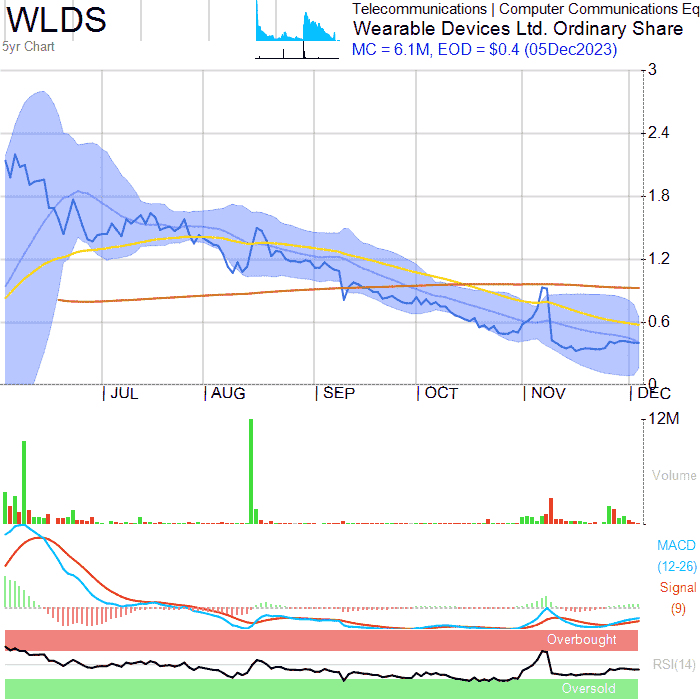 WLDS
5yr Chart
Telecommunications | Computer Communications Eq
Wearable Devices Ltd. Ordinary Share
MC = 6.1M, EOD = $0.4 (05Dec2023)
3
2.4
1.8
1.2
0.6
0
JUL
AUG
SEP
OCT
NOV
DEC
12M
Volume
MACD
(12-26)
Signal
(9)
Overbought
RSI(14)
Oversold